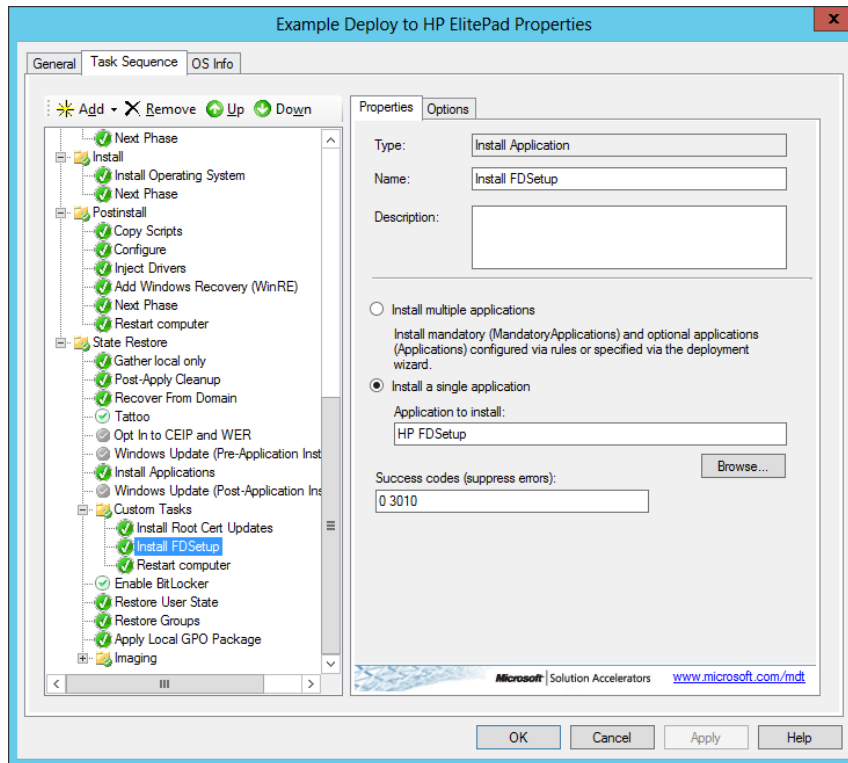 Example Deploy to HP ElitePad Properties
x
General Task Sequence OS Info
Add Remove Up Down
Next Phase
Install
Install Operating System
Next Phase
Postinstall
Copy Scripts
Configure
Inject Drivers
Add Windows Recovery (WinRE)
Next Phase
Restart computer
State Restore
Gather local only
Post-Apply Cleanup
Recover From Domain
Tattoo
Opt In to CEIP and WER
Windows Update (Pre-Application Inst
Install Applications
Windows Update (Post-Application Ins
Custom Tasks
Install Root Cert Updates
Install FDSetup
Restart computer
Enable BitLocker
Restore User State
Restore Groups
Apply Local GPO Package
Imaging
Properties Options
Type: Install Application
Name: Install FDSetup
Description:
Install multiple applications
Install mandatory (MandatoryApplications) and optional applications
(Applications) configured via rules or specified via the deployment
wizard.
Install a single application
Application to install:
HP FDSetup
Browse...
Success codes (suppress errors):
0 3010
Microsoft Solution Accelerators www.microsoft.com/mdt
OK Cancel Apply Help